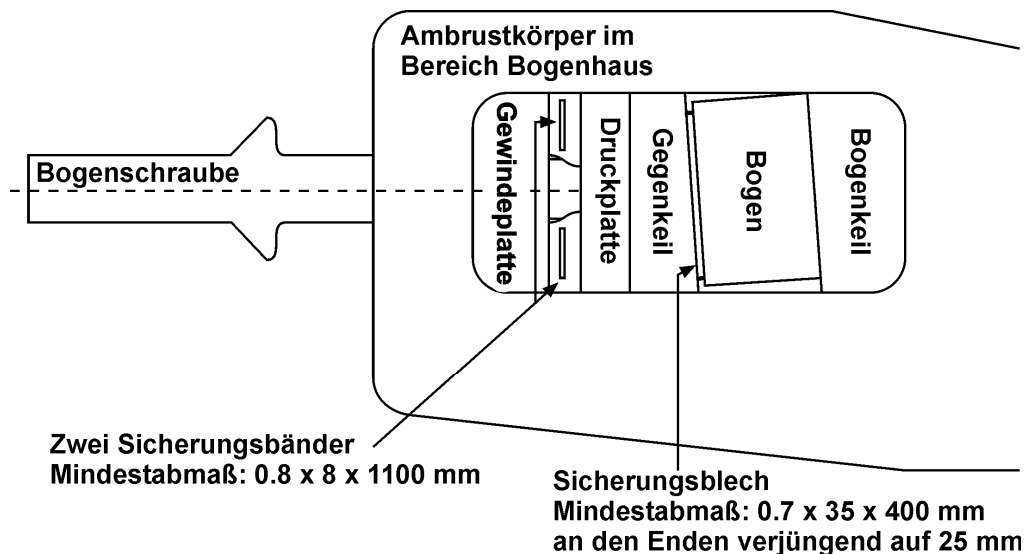 Ambrustkörper im
Bereich Bogenhaus
Bogenschraube
Gewindeplatte
Druckplatte
Gegenkeil
Bogen
Bogenkeil
Zwei Sicherungsbänder
Mindestabmaß: 0.8 x 8 x 1100 mm
Sicherungsblech
Mindestabmaß: 0.7 x 35 x 400 mm
an den Enden verjüngend auf 25 mm